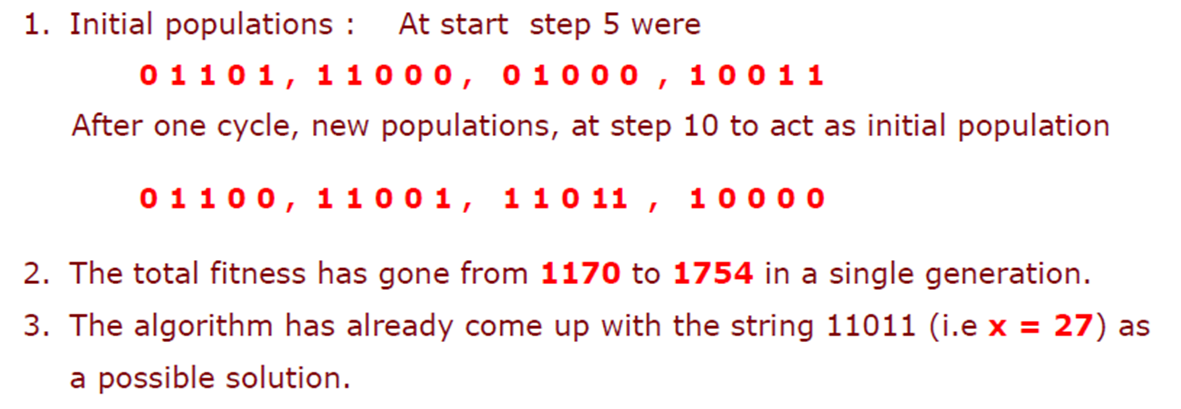 1. Initial populations : At start step 5 were
0 1 1 0 1, 1 1 0 0 0, 0 1 0 0 0 , 1 0 0 1 1
After one cycle, new populations, at step 10 to act as initial population
0 1 1 0 0, 1 1 0 0 1, 1 1 0 11 , 1 0 0 0 0
2. The total fitness has gone from 1170 to 1754 in a single generation.
3. The algorithm has already come up with the string 11011 (i.e x = 27) as
a possible solution.